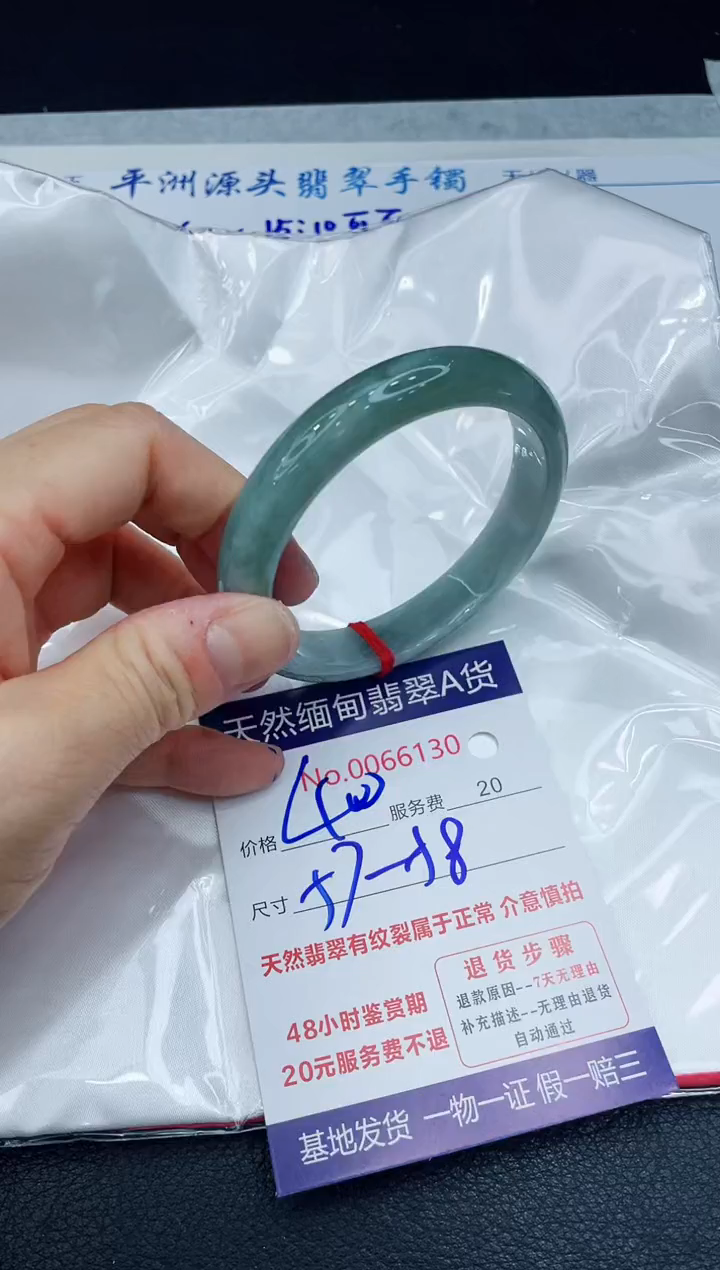 平洲源头翡翠手镯
天然缅甸翡翠A货
No.0066130
价格 400 服务费 20
尺寸 57-58
天然翡翠有纹裂属于正常 介意慎拍
48小时鉴赏期
20元服务费不退
退货步骤
退款原因--7天无理由
补充描述--无理由退货
自动通过
基地发货 一物一证 假一赔三